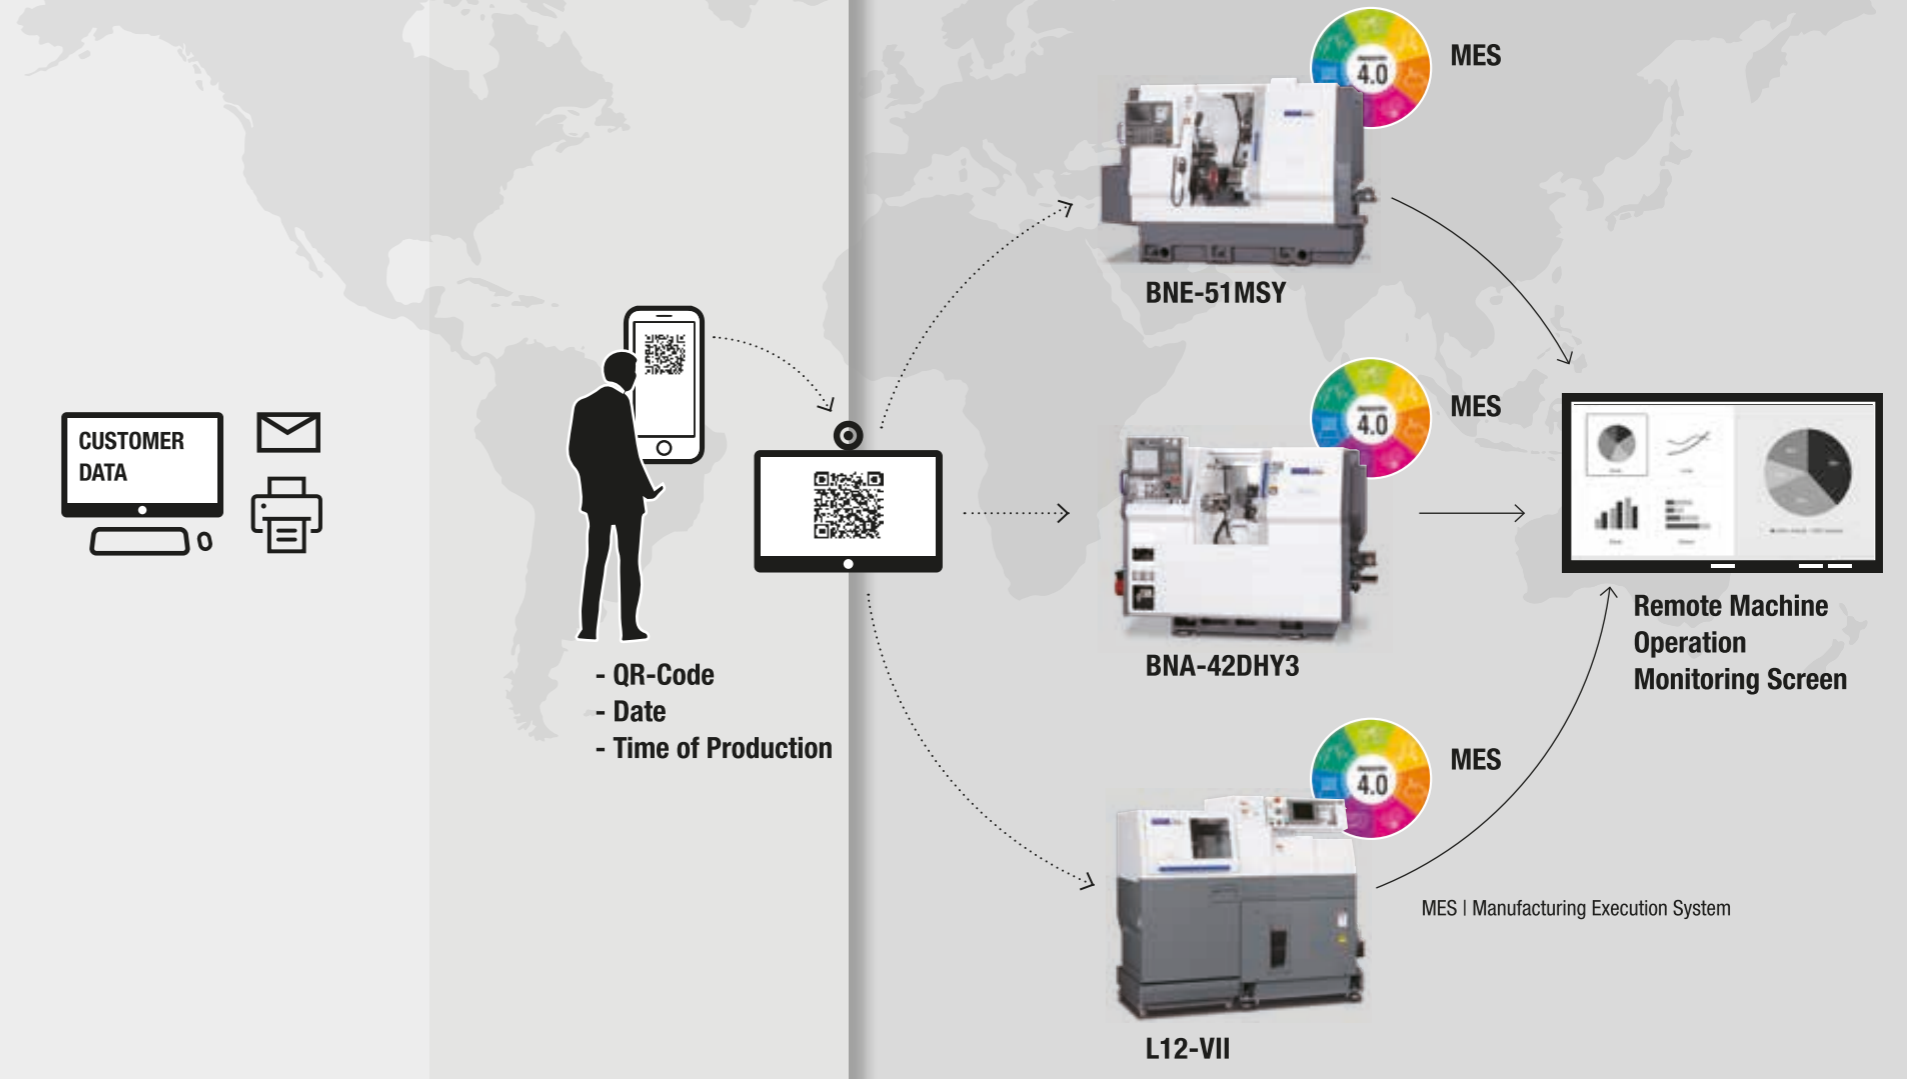 CUSTOMER
DATA
- QR-Code
- Date
- Time of Production
4.0
MES
BNE-51MSY
4.0
MES
BNA-42DHY3
4.0
MES
L12-VII
Remote Machine
Operation
Monitoring Screen
MES | Manufacturing Execution System